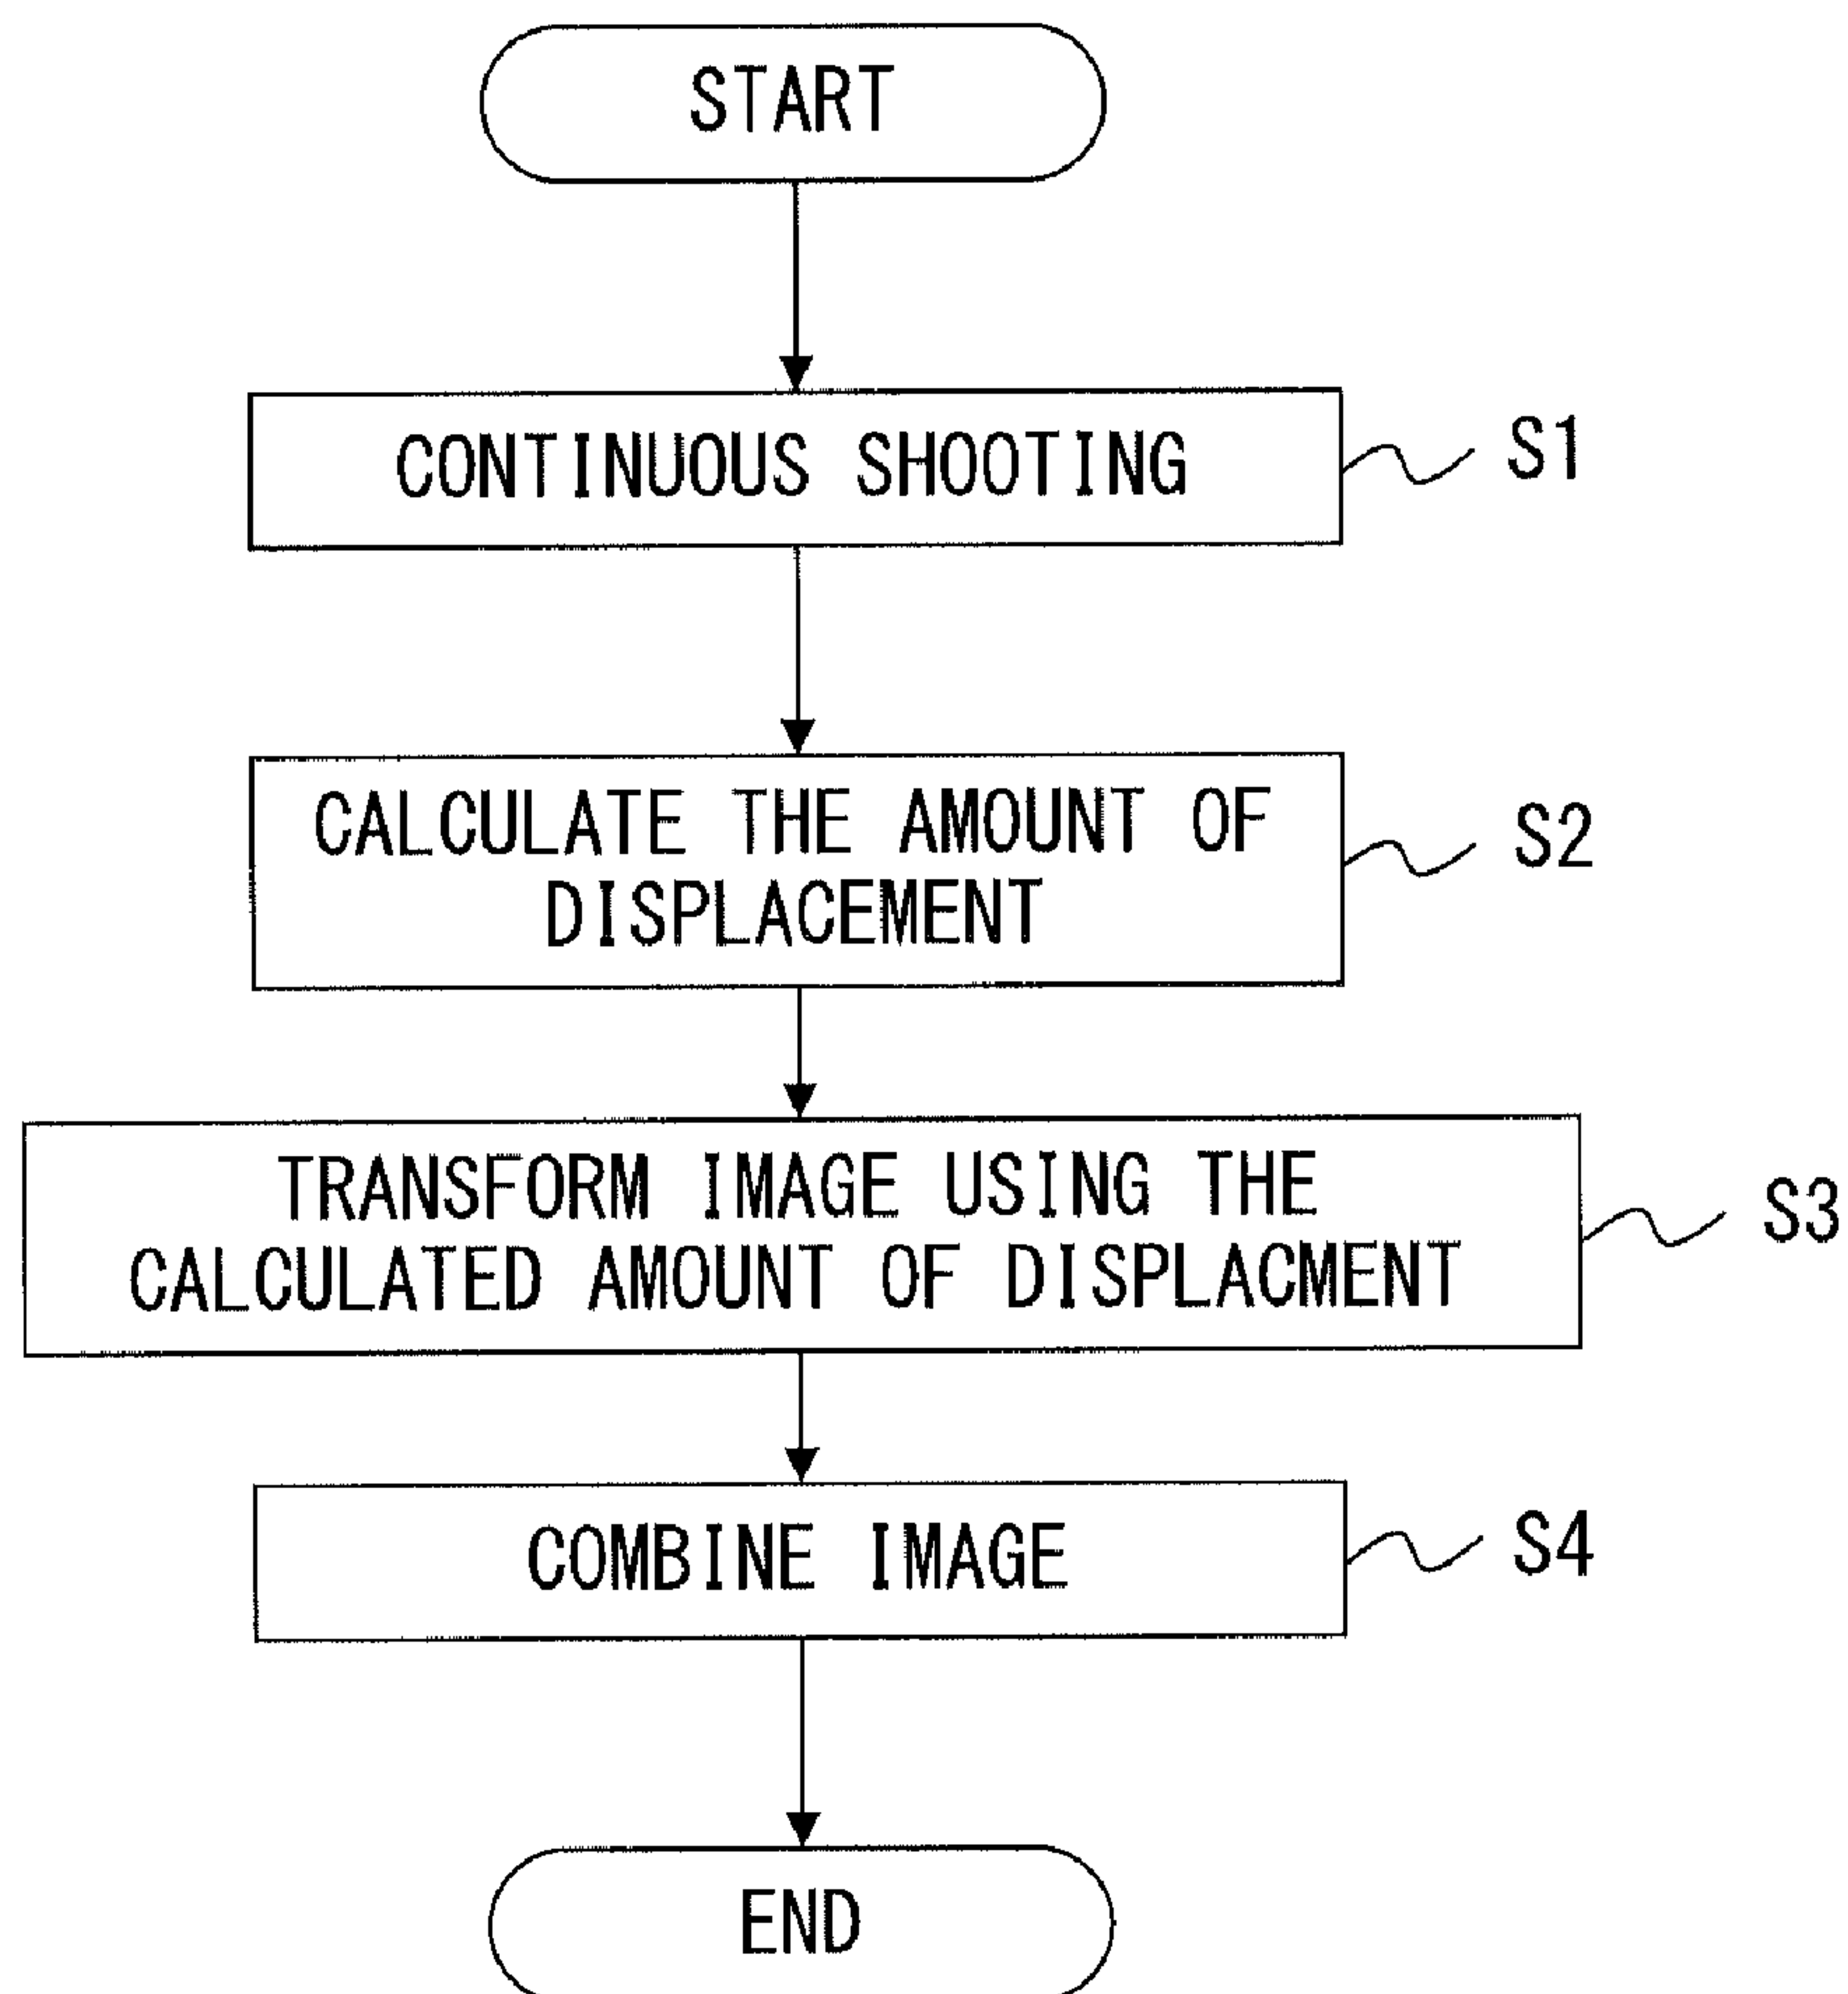 START
CONTINUOUS SHOOTING
S1
CALCULATE THE AMOUNT OF
DISPLACEMENT
S2
TRANSFORM IMAGE USING THE
CALCULATED AMOUNT OF DISPLACMENT
S3
COMBINE IMAGE
S4
END